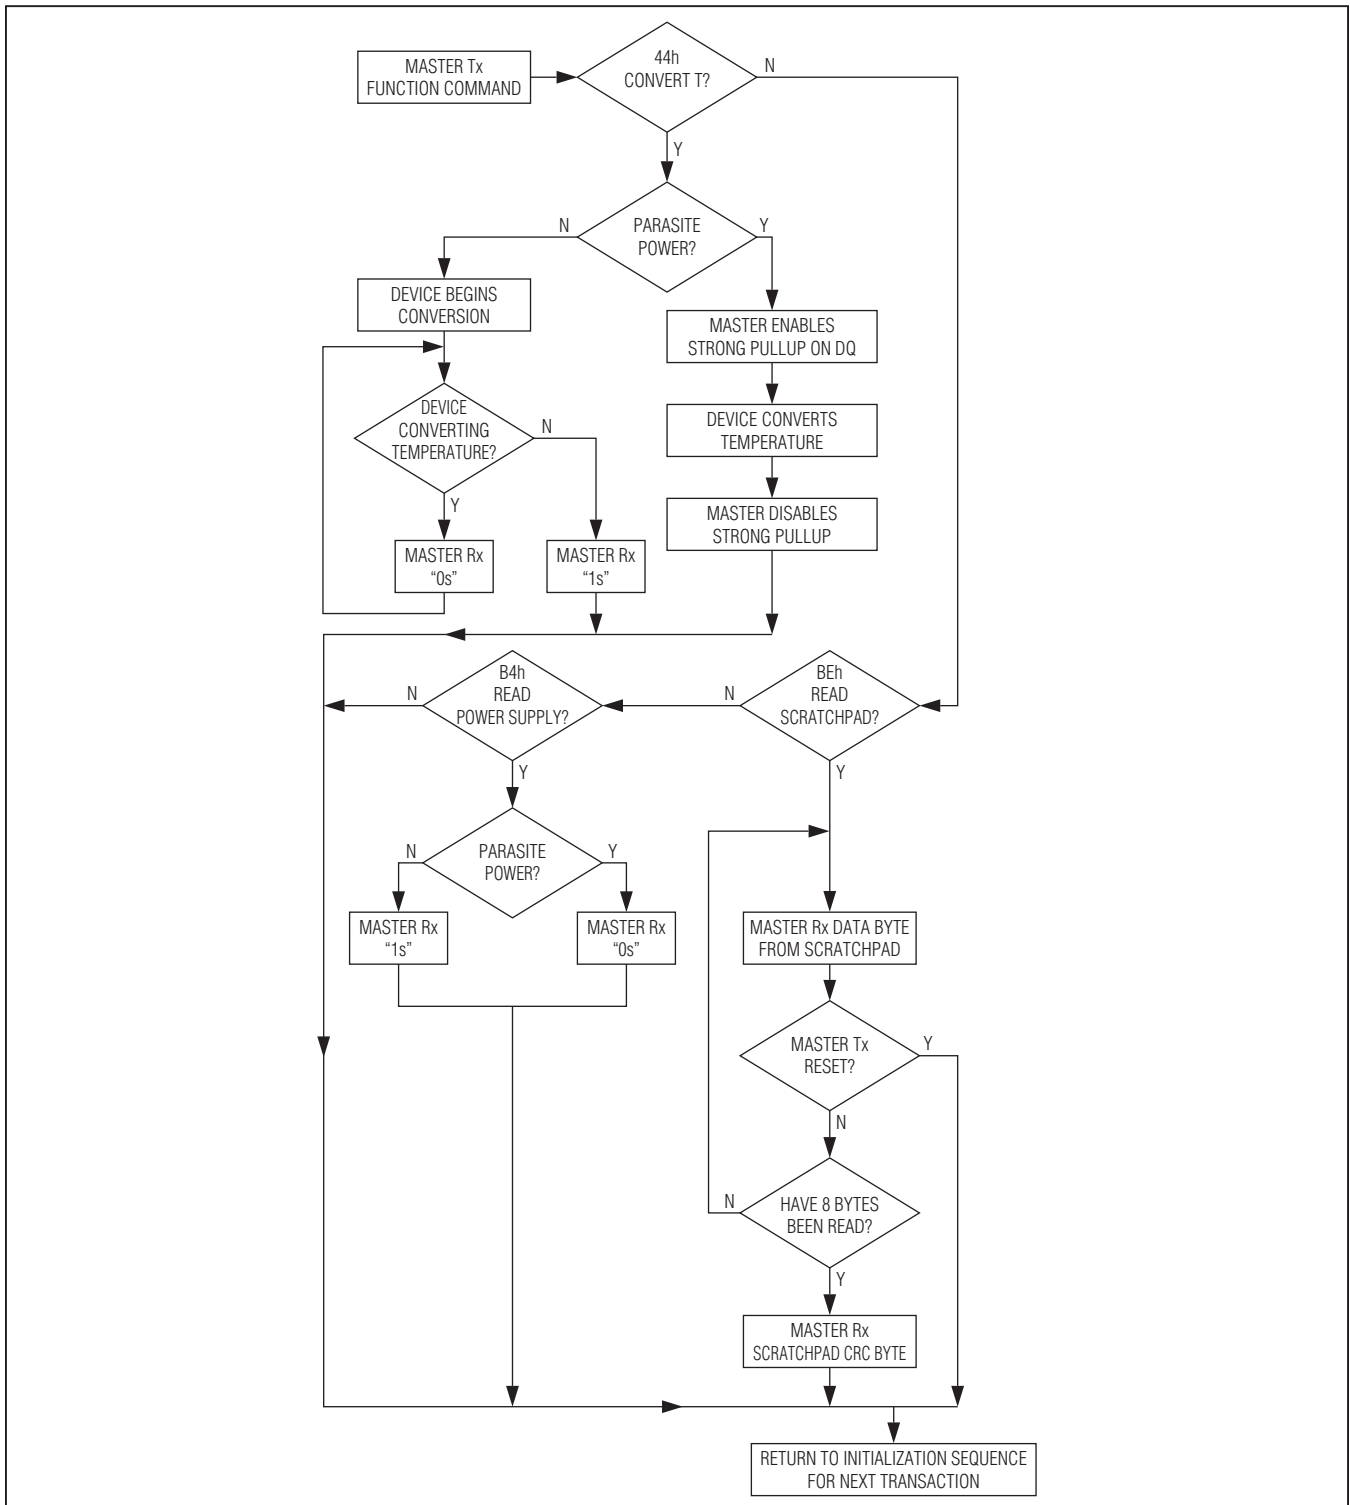 MASTER Tx
FUNCTION COMMAND
44h
CONVERT T?
N
Y
PARASITE
POWER?
N
Y
DEVICE BEGINS
CONVERSION
MASTER ENABLES
STRONG PULLUP ON DQ
DEVICE
CONVERTING
TEMPERATURE?
N
Y
DEVICE CONVERTS
TEMPERATURE
MASTER DISABLES
STRONG PULLUP
MASTER Rx
“0s”
MASTER Rx
“1s”
B4h
READ
POWER SUPPLY?
N
Y
BEh
READ
SCRATCHPAD?
N
Y
PARASITE
POWER?
N
Y
MASTER Rx
“1s”
MASTER Rx
“0s”
MASTER Rx DATA BYTE
FROM SCRATCHPAD
MASTER Tx
RESET?
Y
N
HAVE 8 BYTES
BEEN READ?
N
Y
MASTER Rx
SCRATCHPAD CRC BYTE
RETURN TO INITIALIZATION SEQUENCE
FOR NEXT TRANSACTION